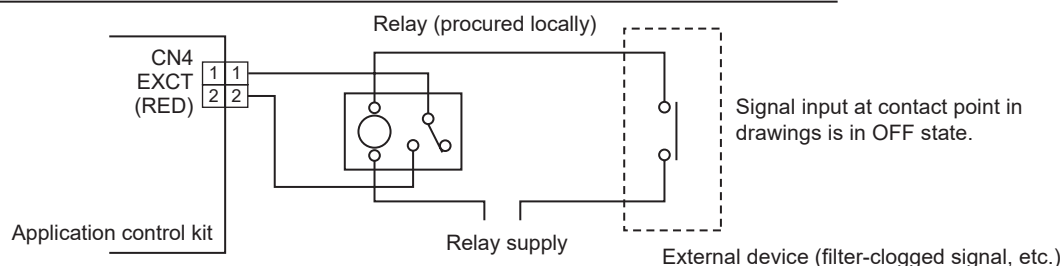 Relay (procured locally)
CN4
EXCT
(RED)
1 1
2 2
Signal input at contact point in
drawings is in OFF state.
Application control kit
Relay supply
External device (filter-clogged signal, etc.)